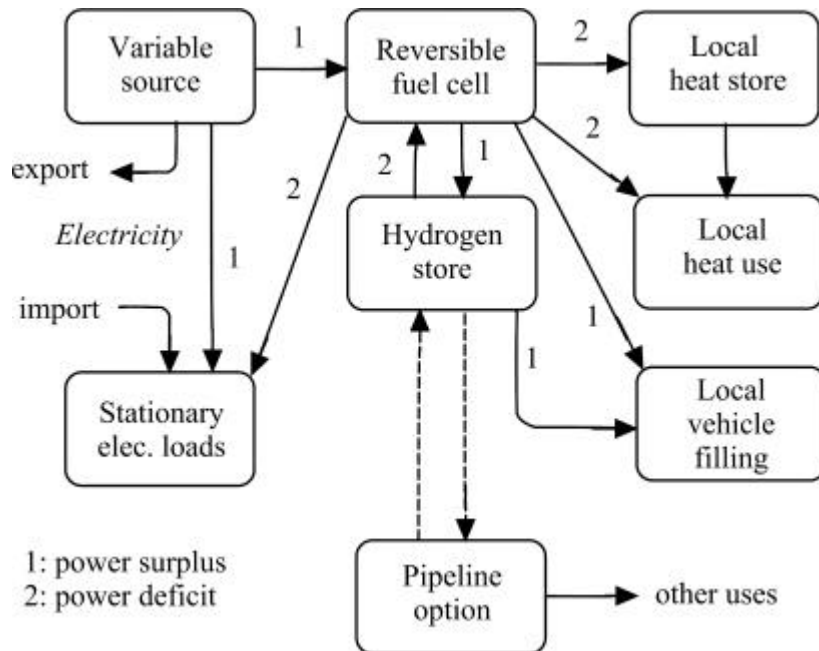 Variable
source
1
Reversible
fuel cell
2
Local
heat store
export
2
1
2
2
Electricity
1
Hydrogen
store
Local
heat use
import
1
1
Stationary
elec. loads
Local
vehicle
filling
1: power surplus
2: power deficit
Pipeline
option
other uses